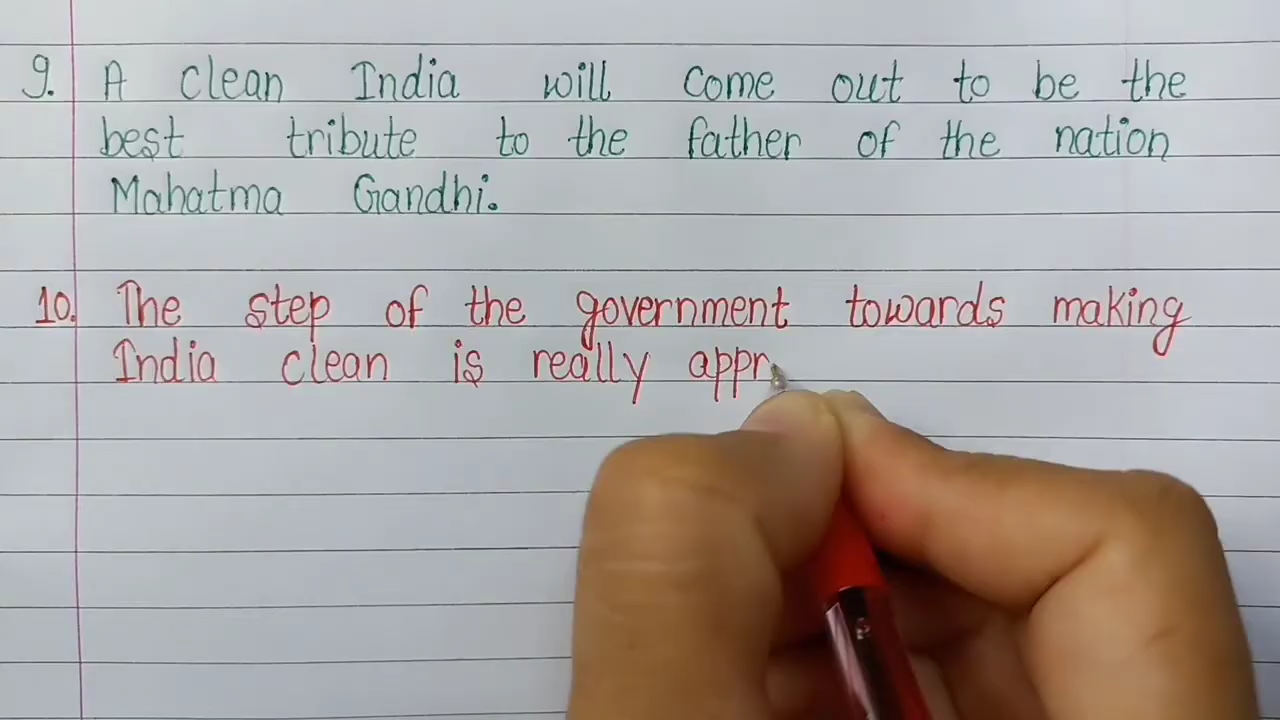 9. A clean India will come out to be the
best tribute to the father of the nation
Mahatma Gandhi.
10. The step of the government towards making
India clean is really appr